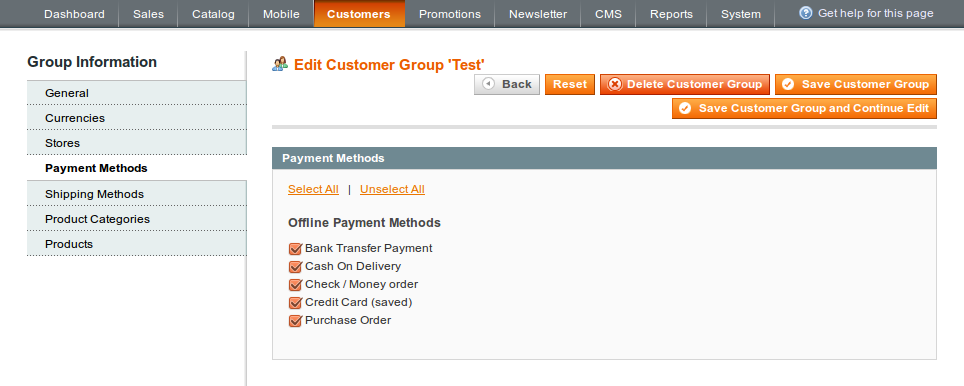 Dashboard Sales Catalog Mobile Customers Promotions Newsletter CMS Reports System Get help for this page
Group Information
General
Currencies
Stores
Payment Methods
Shipping Methods
Product Categories
Products
Edit Customer Group 'Test'
Back Reset Delete Customer Group Save Customer Group
Save Customer Group and Continue Edit
Payment Methods
Select All | Unselect All
Offline Payment Methods
Bank Transfer Payment
Cash On Delivery
Check / Money order
Credit Card (saved)
Purchase Order